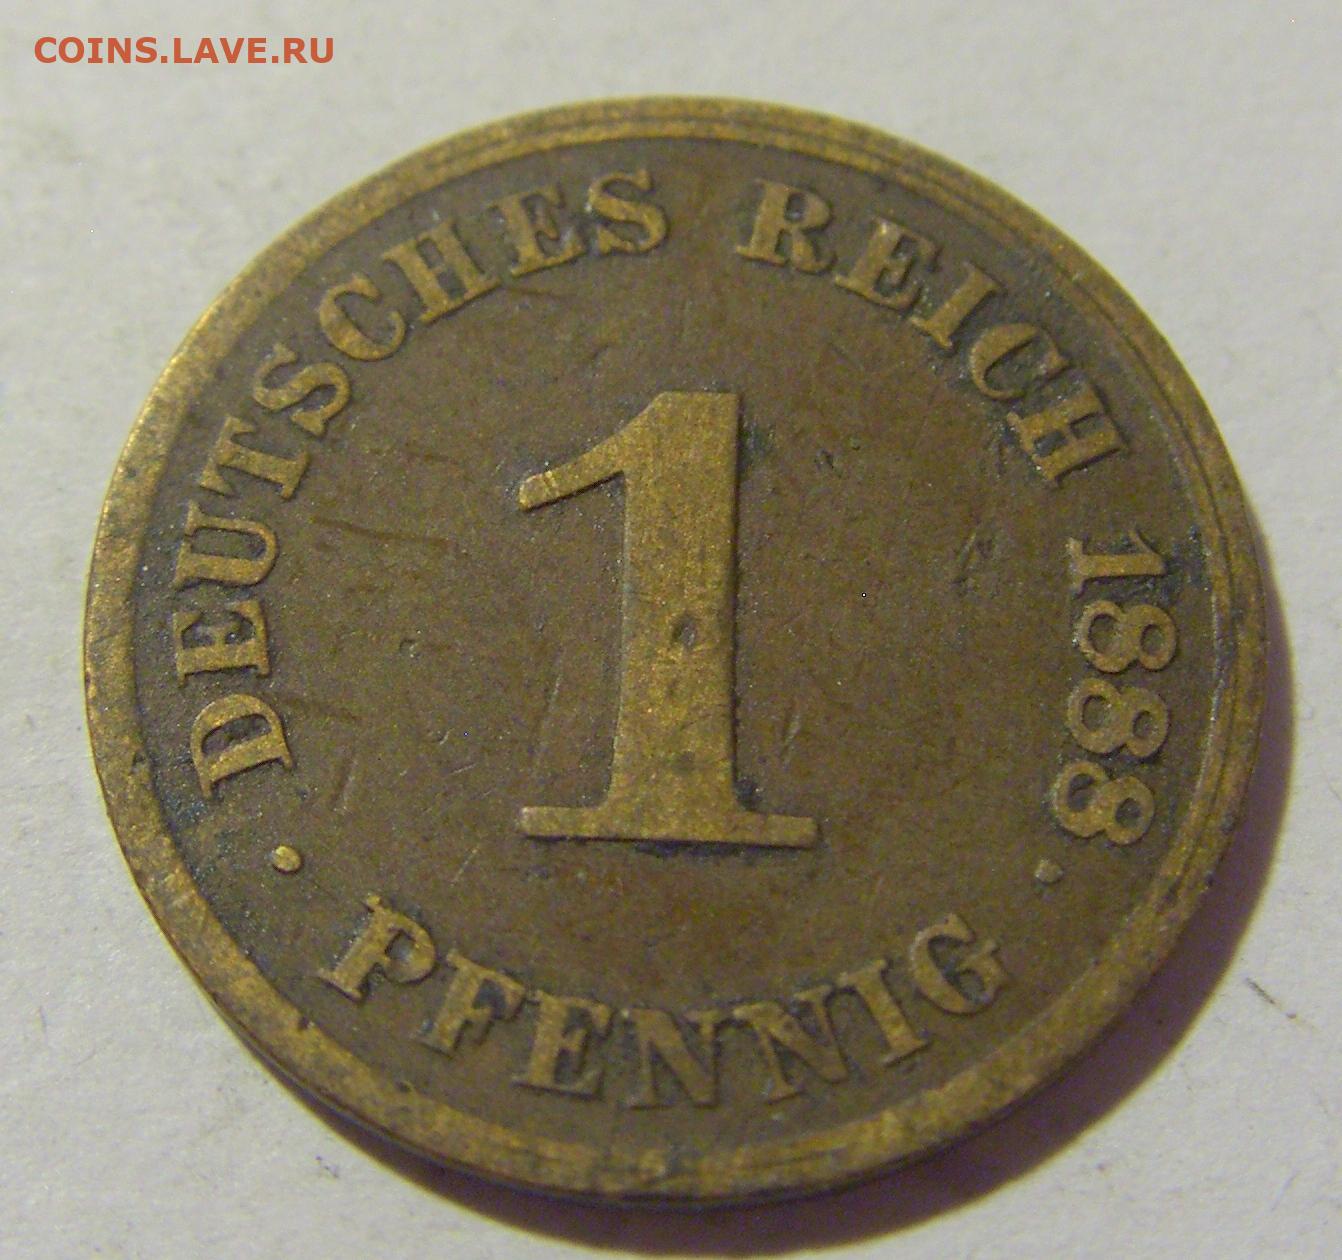 COINS.LAVE.RU
DEUTSCHES REICH 1888
1
PFENNIG